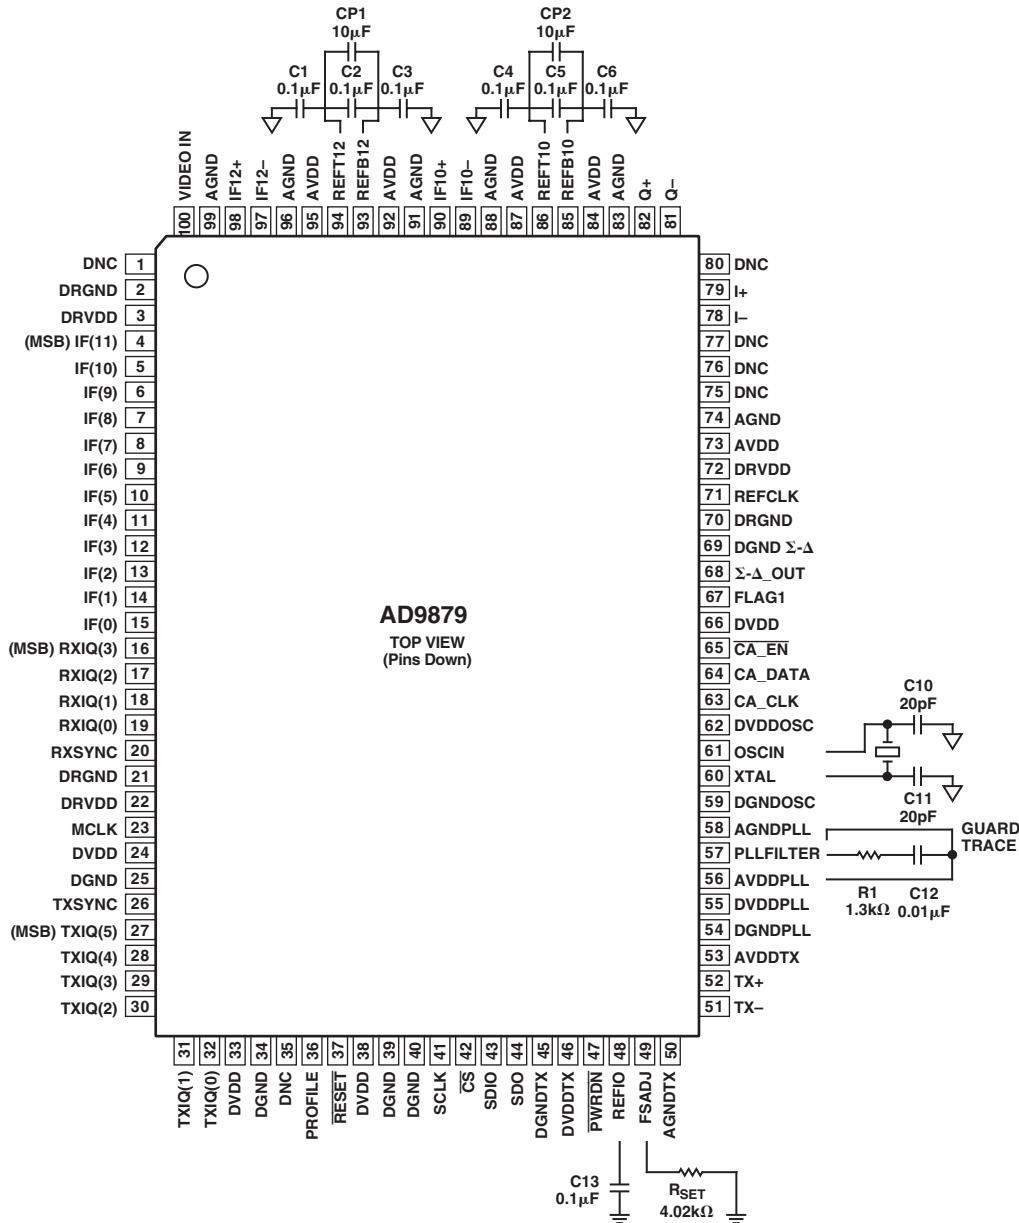 CP1
10µF
C1
0.1µF
C2
0.1µF
C3
0.1µF
CP2
10µF
C4
0.1µF
C5
0.1µF
C6
0.1µF
VIDEO IN
AGND
IF12+
IF12–
AGND
AVDD
REFT12
REFB12
AVDD
AGND
IF10+
IF10–
AGND
AVDD
REFT10
REFB10
AVDD
AGND
Q+
Q–
100
99
98
97
96
95
94
93
92
91
90
89
88
87
86
85
84
83
82
81
DNC 1
DRGND 2
DRVDD 3
(MSB) IF(11) 4
IF(10) 5
IF(9) 6
IF(8) 7
IF(7) 8
IF(6) 9
IF(5) 10
IF(4) 11
IF(3) 12
IF(2) 13
IF(1) 14
IF(0) 15
(MSB) RXIQ(3) 16
RXIQ(2) 17
RXIQ(1) 18
RXIQ(0) 19
RXSYNC 20
DRGND 21
DRVDD 22
MCLK 23
DVDD 24
DGND 25
TXSYNC 26
(MSB) TXIQ(5) 27
TXIQ(4) 28
TXIQ(3) 29
TXIQ(2) 30
AD9879
TOP VIEW
(Pins Down)
80 DNC
79 I+
78 I–
77 DNC
76 DNC
75 DNC
74 AGND
73 AVDD
72 DRVDD
71 REFCLK
70 DRGND
69 DGND Σ-Δ
68 Σ-Δ_OUT
67 FLAG1
66 DVDD
65 CA_EN
64 CA_DATA
63 CA_CLK
62 DVDDOSC
61 OSCIN
60 XTAL
59 DGNDOSC
58 AGNDPLL
57 PLLFILTER
56 AVDDPLL
55 DVDDPLL
54 DGNDPLL
53 AVDDTX
52 TX+
51 TX–
C10
20pF
C11
20pF
GUARD
TRACE
R1
1.3kΩ
C12
0.01µF
31
32
33
34
35
36
37
38
39
40
41
42
43
44
45
46
47
48
49
50
TXIQ(1)
TXIQ(0)
DVDD
DGND
DNC
PROFILE
RESET
DVDD
DGND
DGND
SCLK
CS
SDIO
SDO
DGNDTX
DVDDTX
PWRDN
REFIO
FSADJ
AGNDTX
C13
0.1µF
RSET
4.02kΩ